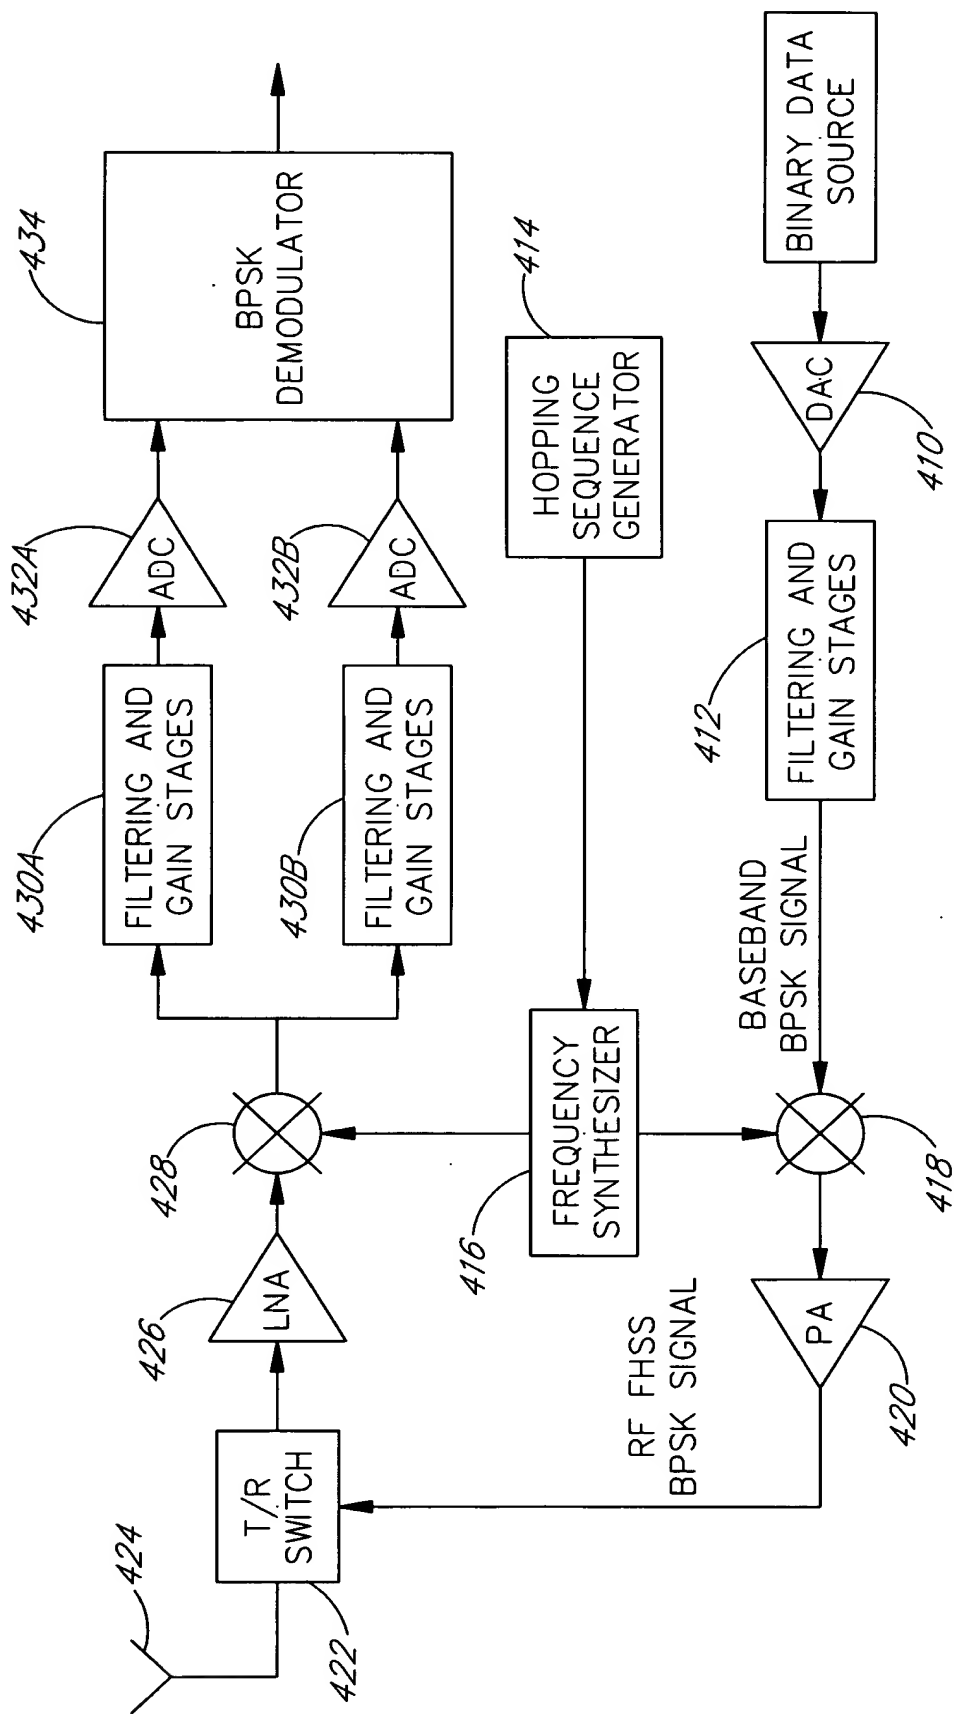 424
T/R
SWITCH
422
426
LNA
428
430A
FILTERING AND
GAIN STAGES
432A
ADC
434
BPSK
DEMODULATOR
430B
FILTERING AND
GAIN STAGES
432B
ADC
416
FREQUENCY
SYNTHESIZER
HOPPING
SEQUENCE
GENERATOR
414
RF FHSS
BPSK SIGNAL
PA
420
418
BASEBAND
BPSK SIGNAL
412
FILTERING AND
GAIN STAGES
DAC
410
BINARY DATA
SOURCE